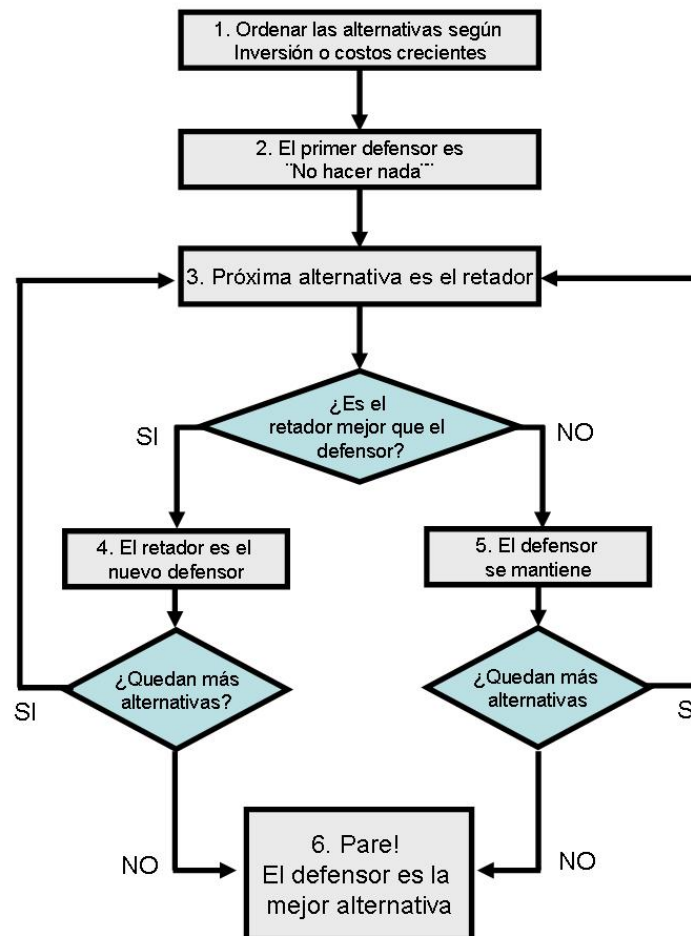 1. Ordenar las alternativas según
Inversión o costos crecientes
2. El primer defensor es
¨No hacer nada¨¨
3. Próxima alternativa es el retador
¿Es el
retador mejor que el
defensor?
SI
NO
4. El retador es el
nuevo defensor
5. El defensor
se mantiene
¿Quedan más
alternativas?
¿Quedan más
alternativas
SI
S
NO
NO
6. Pare!
El defensor es la
mejor alternativa